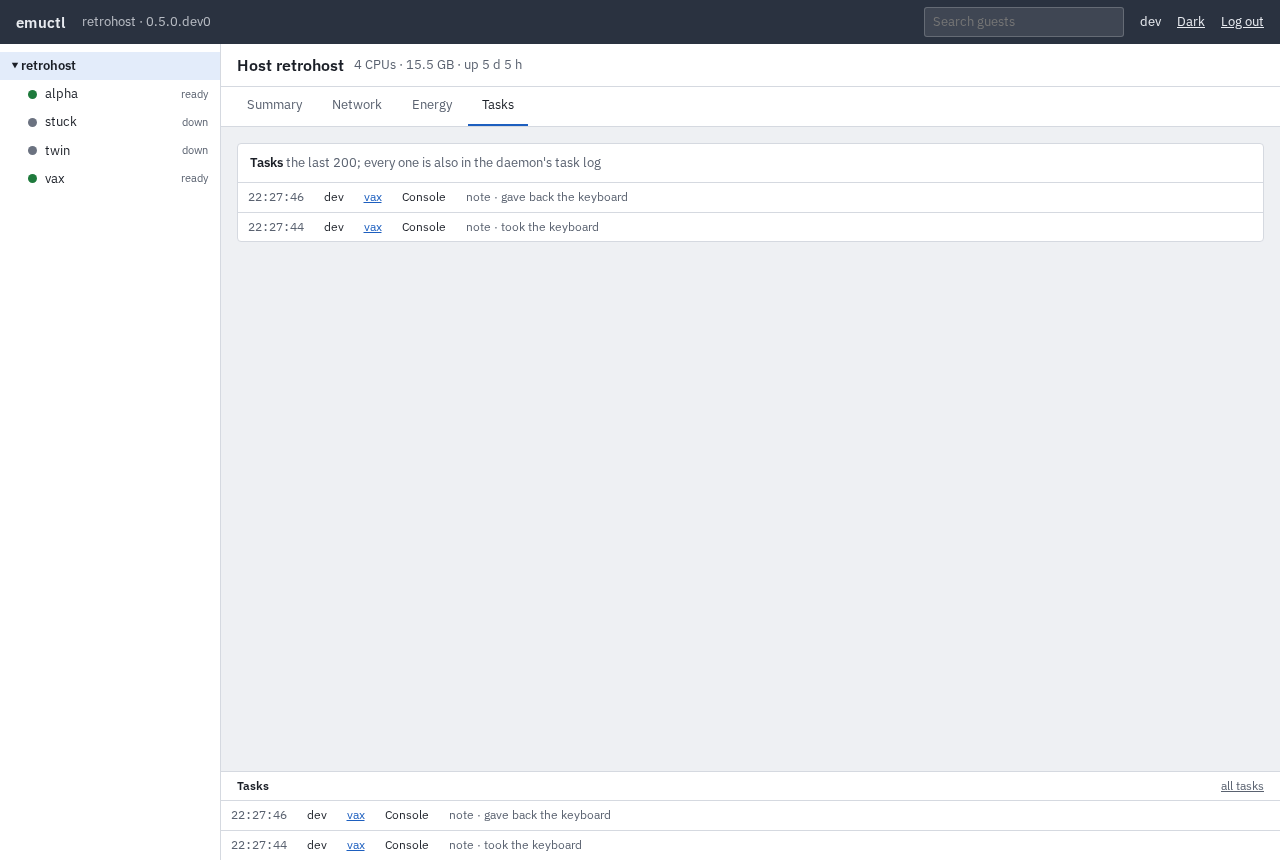 emuctl retrohost · 0.5.0.dev0 Search guests dev Dark Log out
▾ retrohost
alpha ready
stuck down
twin down
vax ready
Host retrohost 4 CPUs · 15.5 GB · up 5 d 5 h
Summary Network Energy Tasks
Tasks the last 200; every one is also in the daemon's task log
22:27:46 dev vax Console note · gave back the keyboard
22:27:44 dev vax Console note · took the keyboard
Tasks all tasks
22:27:46 dev vax Console note · gave back the keyboard
22:27:44 dev vax Console note · took the keyboard